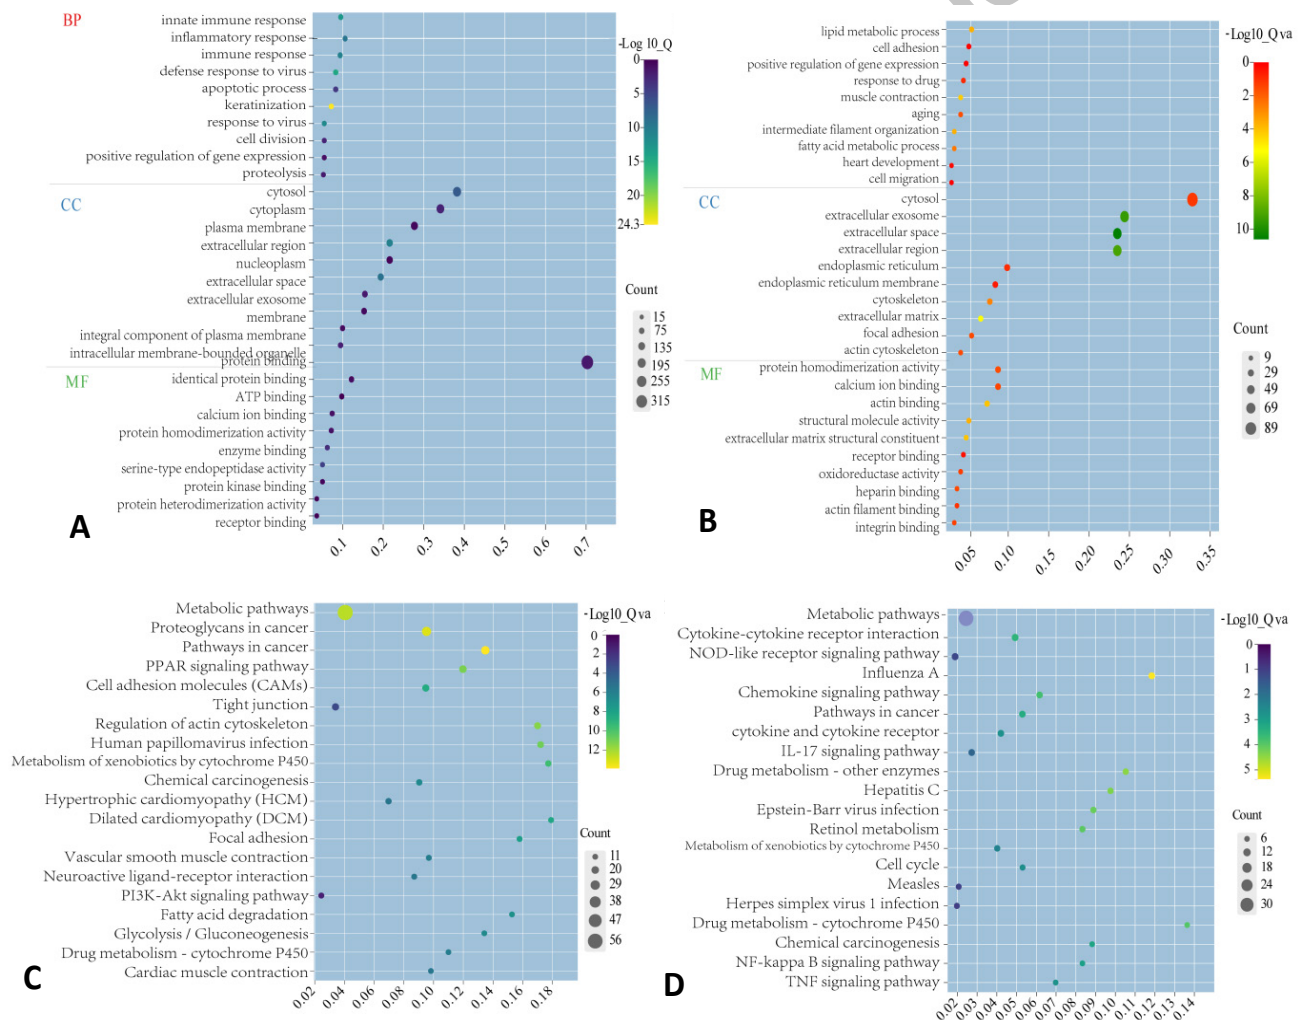 BP
innate immune response
inflammatory response
immune response
defense response to virus
apoptotic process
keratinization
response to virus
cell division
positive regulation of gene expression
proteolysis
CC
cytosol
cytoplasm
plasma membrane
extracellular region
nucleoplasm
extracellular space
extracellular exosome
membrane
integral component of plasma membrane
intracellular membrane-bounded organelle
protein binding
MF
identical protein binding
ATP binding
calcium ion binding
protein homodimerization activity
enzyme binding
serine-type endopeptidase activity
protein kinase binding
protein heterodimerization activity
receptor binding
A
0.1 0.2 0.3 0.4 0.5 0.6 0.7
-Log10_Q
0
5
10
15
20
24.3
Count
15
75
135
195
255
315
lipid metabolic process
cell adhesion
positive regulation of gene expression
response to drug
muscle contraction
aging
intermediate filament organization
fatty acid metabolic process
heart development
cell migration
CC
cytosol
extracellular exosome
extracellular space
extracellular region
endoplasmic reticulum
endoplasmic reticulum membrane
cytoskeleton
extracellular matrix
focal adhesion
actin cytoskeleton
MF
protein homodimerization activity
calcium ion binding
actin binding
structural molecule activity
extracellular matrix structural constituent
receptor binding
oxidoreductase activity
heparin binding
actin filament binding
integrin binding
B
0.05 0.10 0.15 0.20 0.25 0.30 0.35
-Log10_Q va
0
2
4
6
8
10
Count
9
29
49
69
89
Metabolic pathways
Proteoglycans in cancer
Pathways in cancer
PPAR signaling pathway
Cell adhesion molecules (CAMs)
Tight junction
Regulation of actin cytoskeleton
Human papillomavirus infection
Metabolism of xenobiotics by cytochrome P450
Chemical carcinogenesis
Hypertrophic cardiomyopathy (HCM)
Dilated cardiomyopathy (DCM)
Focal adhesion
Vascular smooth muscle contraction
Neuroactive ligand-receptor interaction
PI3K-Akt signaling pathway
Fatty acid degradation
Glycolysis / Gluconeogenesis
Drug metabolism - cytochrome P450
Cardiac muscle contraction
C
0.02 0.04 0.06 0.08 0.10 0.12 0.14 0.16 0.18
-Log10_Q va
0
2
4
6
8
10
12
Count
11
20
29
38
47
56
Metabolic pathways
Cytokine-cytokine receptor interaction
NOD-like receptor signaling pathway
Influenza A
Chemokine signaling pathway
Pathways in cancer
cytokine and cytokine receptor
IL-17 signaling pathway
Drug metabolism - other enzymes
Hepatitis C
Epstein-Barr virus infection
Retinol metabolism
Metabolism of xenobiotics by cytochrome P450
Cell cycle
Measles
Herpes simplex virus 1 infection
Drug metabolism - cytochrome P450
Chemical carcinogenesis
NF-kappa B signaling pathway
TNF signaling pathway
D
0.02 0.03 0.04 0.05 0.06 0.07 0.08 0.09 0.10 0.11 0.12 0.13 0.14
-Log10_Q va
0
1
2
3
4
5
Count
6
12
18
24
30